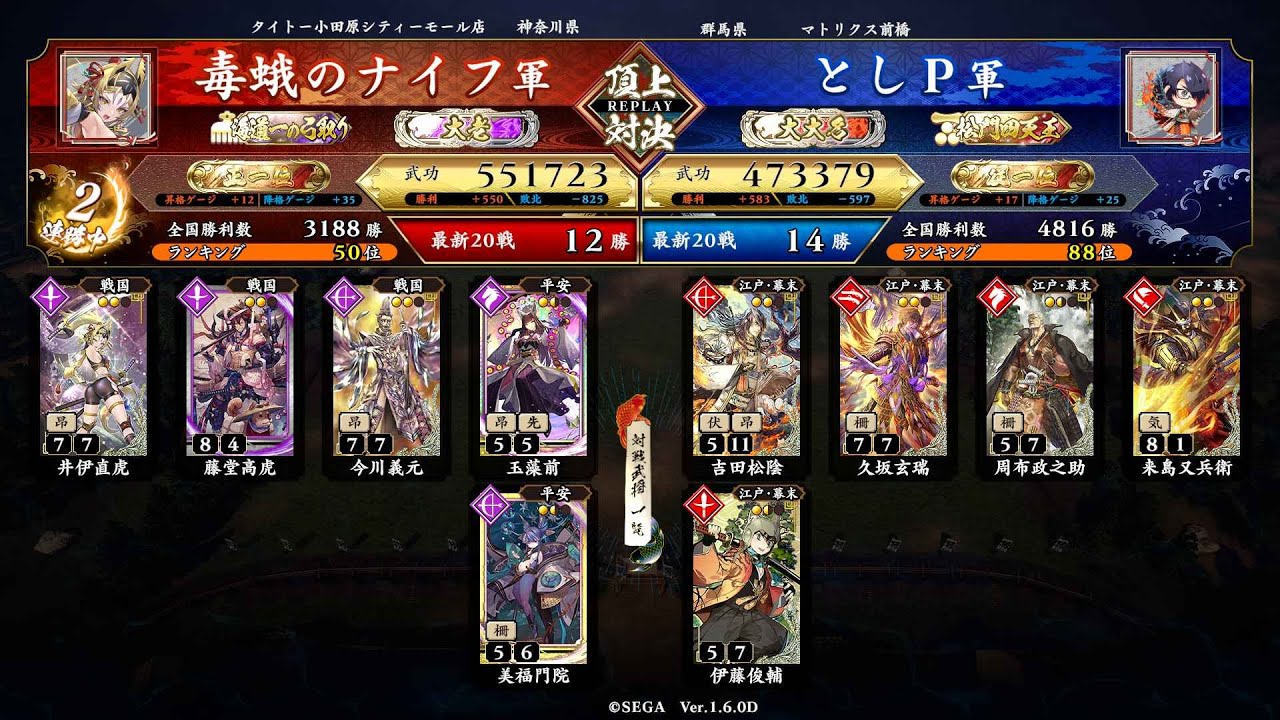 タイトー小田原シティーモール店 神奈川県
群馬県 マトリクス前橋
毒蛾のナイフ軍
頂上
REPLAY
対決
としP軍
海道一の弓取り
大老
松門四天王
正一位
武功 551723
勝利 +550 敗北 -825
武功 473379
勝利 +583 敗北 -597
正一位
昇格ゲージ +12 降格ゲージ +35
昇格ゲージ +17 降格ゲージ +25
2
連勝中
全国勝利数 3188勝
ランキング 50位
最新20戦 12勝
最新20戦 14勝
全国勝利数 4816勝
ランキング 88位
戦国
昂
7 7
井伊直虎
戦国
8 4
藤堂高虎
戦国
昂
7 7
今川義元
平安
昂 先
5 5
玉藻前
江戸・幕末
伏 昂
5 11
吉田松陰
江戸・幕末
柵
7 7
久坂玄瑞
江戸・幕末
柵
5 7
周布政之助
江戸・幕末
気
8 1
来島又兵衛
対戦武将一覧
平安
柵
5 6
美福門院
江戸・幕末
5 7
伊藤俊輔
©SEGA Ver.1.6.0D